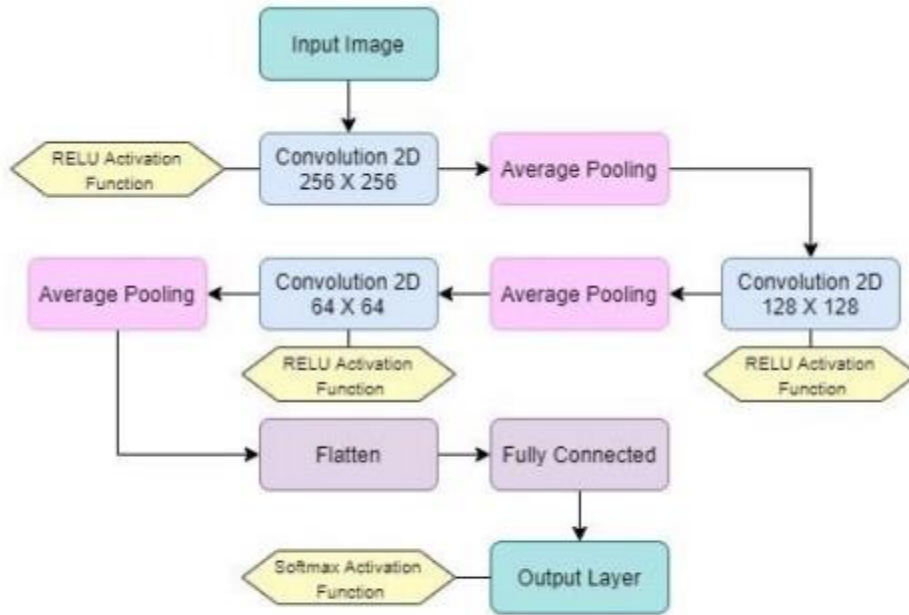 Input Image
RELU Activation
Function
Convolution 2D
256 X 256
Average Pooling
Average Pooling
Convolution 2D
64 X 64
Average Pooling
Convolution 2D
128 X 128
RELU Activation
Function
RELU Activation
Function
Flatten
Fully Connected
Softmax Activation
Function
Output Layer